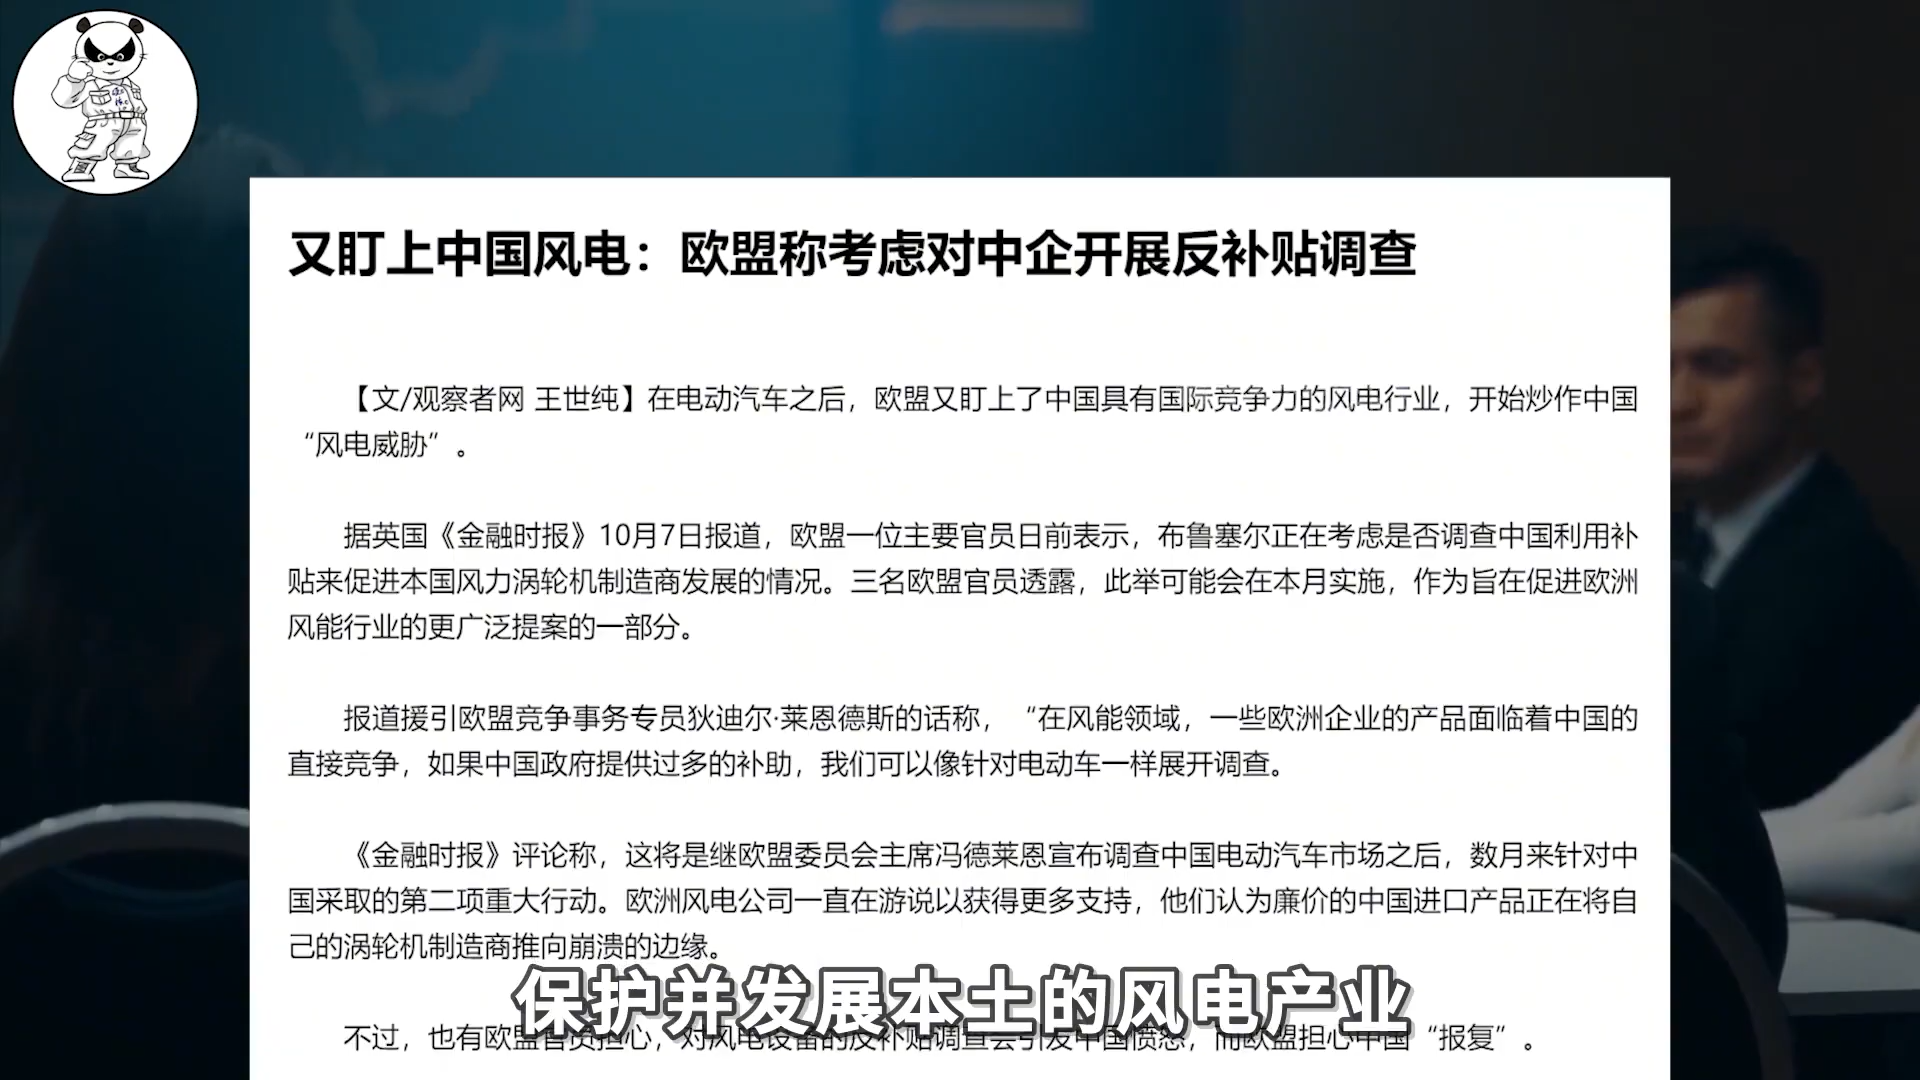 又盯上中国风电：欧盟称考虑对中企开展反补贴调查
【文/观察者网 王世纯】在电动汽车之后，欧盟又盯上了中国具有国际竞争力的风电行业，开始炒作中国
“风电威胁”。
据英国《金融时报》10月7日报道，欧盟一位主要官员日前表示，布鲁塞尔正在考虑是否调查中国利用补
贴来促进本国风力涡轮机制造商发展的情况。三名欧盟官员透露，此举可能会在本月实施，作为旨在促进欧洲
风能行业的更广泛提案的一部分。
报道援引欧盟竞争事务专员狄迪尔·莱恩德斯的话称，“在风能领域，一些欧洲企业的产品面临着中国的
直接竞争，如果中国政府提供过多的补助，我们可以像针对电动车一样展开调查。
《金融时报》评论称，这将是继欧盟委员会主席冯德莱恩宣布调查中国电动汽车市场之后，数月来针对中
国采取的第二项重大行动。欧洲风电公司一直在游说以获得更多支持，他们认为廉价的中国进口产品正在将自
己的涡轮机制造商推向崩溃的边缘。
保护并发展本土的风电产业
不过，也有欧盟官员担心，对风电设备的反补贴调查会引发中国愤怒，而欧盟担心中国“报复”。